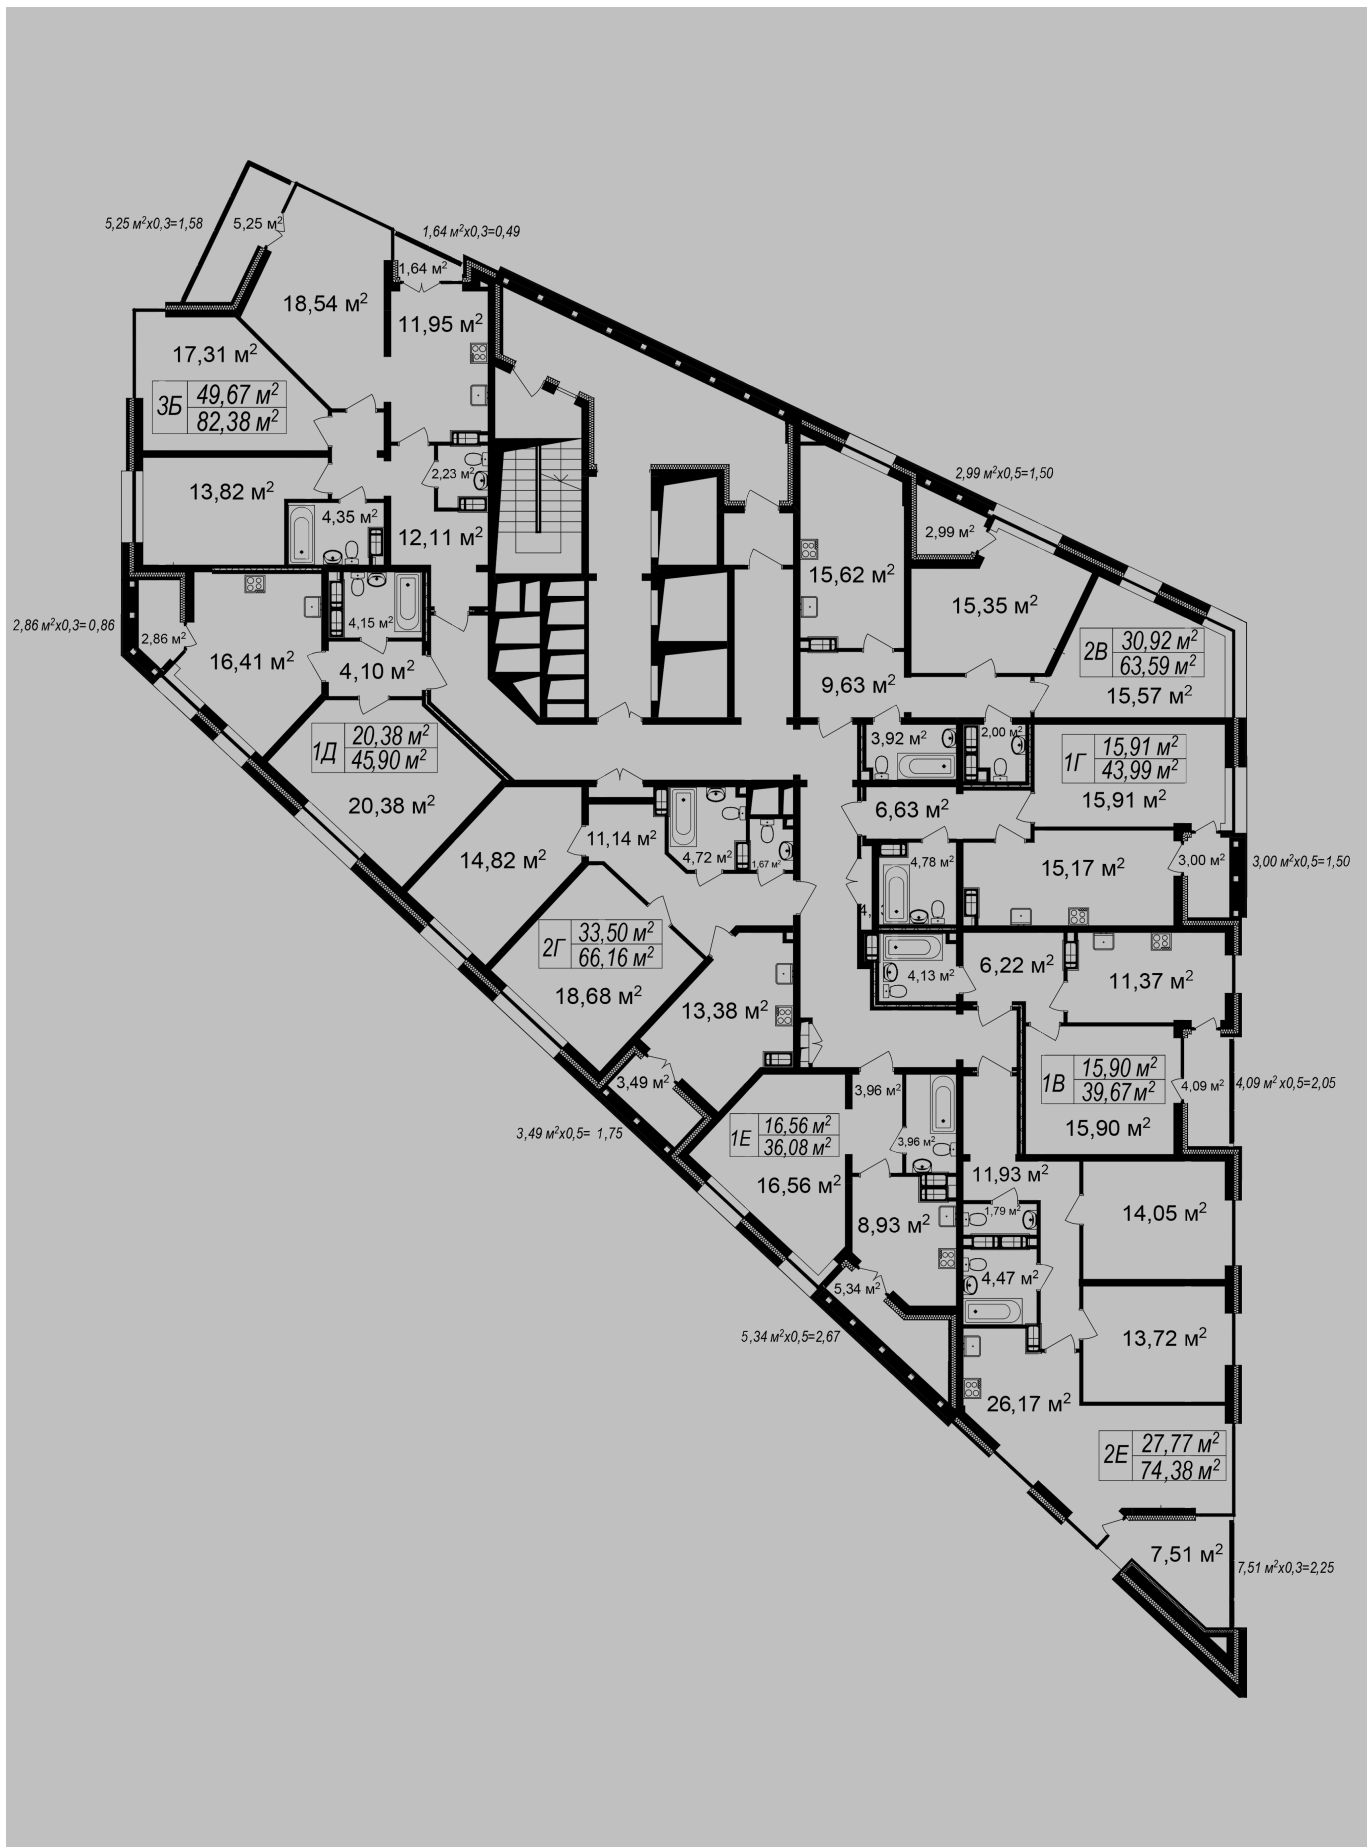 5,25 м²x0,3=1,58
5,25 м²
1,64 м²x0,3=0,49
1,64 м²
18,54 м²
11,95 м²
17,31 м²
3Б
49,67 м²
82,38 м²
13,82 м²
4,35 м²
2,23 м²
12,11 м²
2,99 м²x0,5=1,50
2,99 м²
15,62 м²
15,35 м²
2,86 м²x0,3= 0,86
2,86 м²
4,15 м²
16,41 м²
4,10 м²
9,63 м²
2В
30,92 м²
63,59 м²
15,57 м²
1Д
20,38 м²
45,90 м²
20,38 м²
3,92 м²
2,00 м²
1Г
15,91 м²
43,99 м²
15,91 м²
6,63 м²
14,82 м²
11,14 м²
4,72 м²
1,67 м²
4,78 м²
15,17 м²
3,00 м²
3,00 м²x0,5=1,50
4,
2Г
33,50 м²
66,16 м²
18,68 м²
13,38 м²
4,13 м²
6,22 м²
11,37 м²
3,49 м²
3,49 м²x0,5= 1,75
3,96 м²
1В
15,90 м²
39,67 м²
15,90 м²
4,09 м²
4,09 м²x0,5=2,05
1Е
16,56 м²
36,08 м²
3,96 м²
16,56 м²
11,93 м²
8,93 м²
1,79 м²
14,05 м²
5,34 м²
4,47 м²
5,34 м²x0,5=2,67
13,72 м²
26,17 м²
2Е
27,77 м²
74,38 м²
7,51 м²
7,51 м²x0,3=2,25